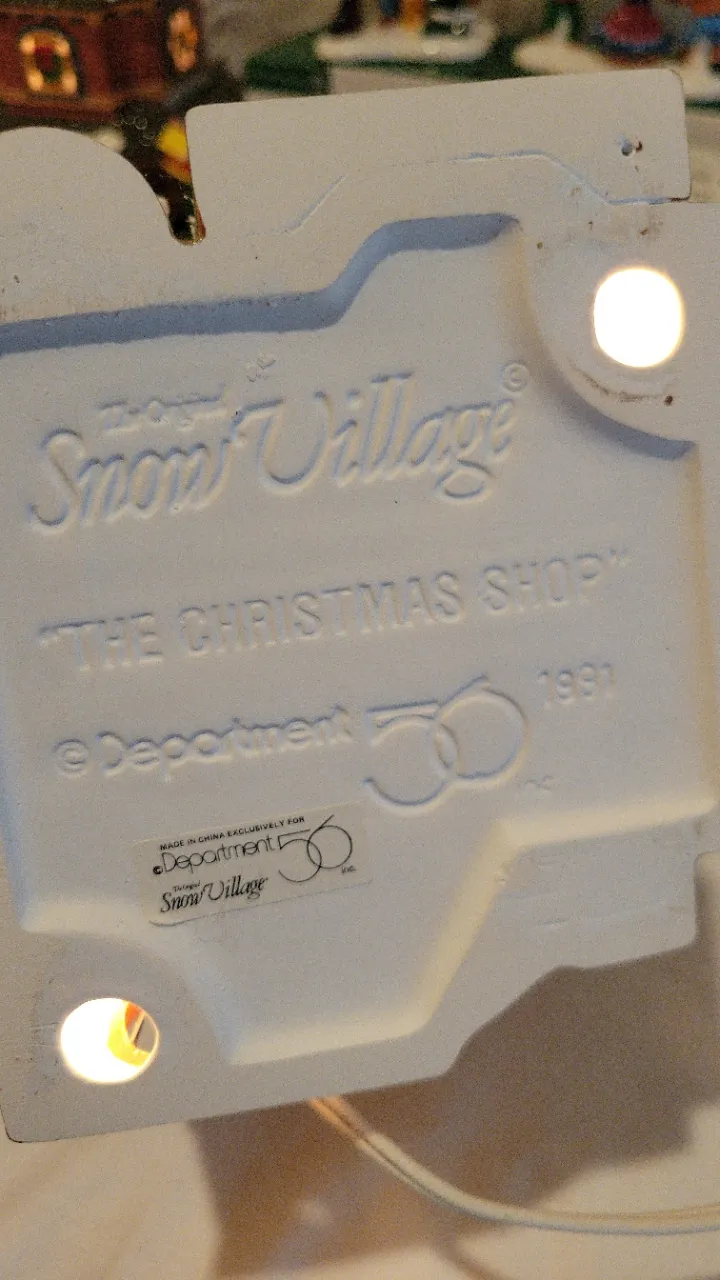 The Original
Snow Village©
"THE CHRISTMAS SHOP"
© Department 56 1991
INC.
MADE IN CHINA EXCLUSIVELY FOR
©Department 56 INC.
The Original
Snow Village